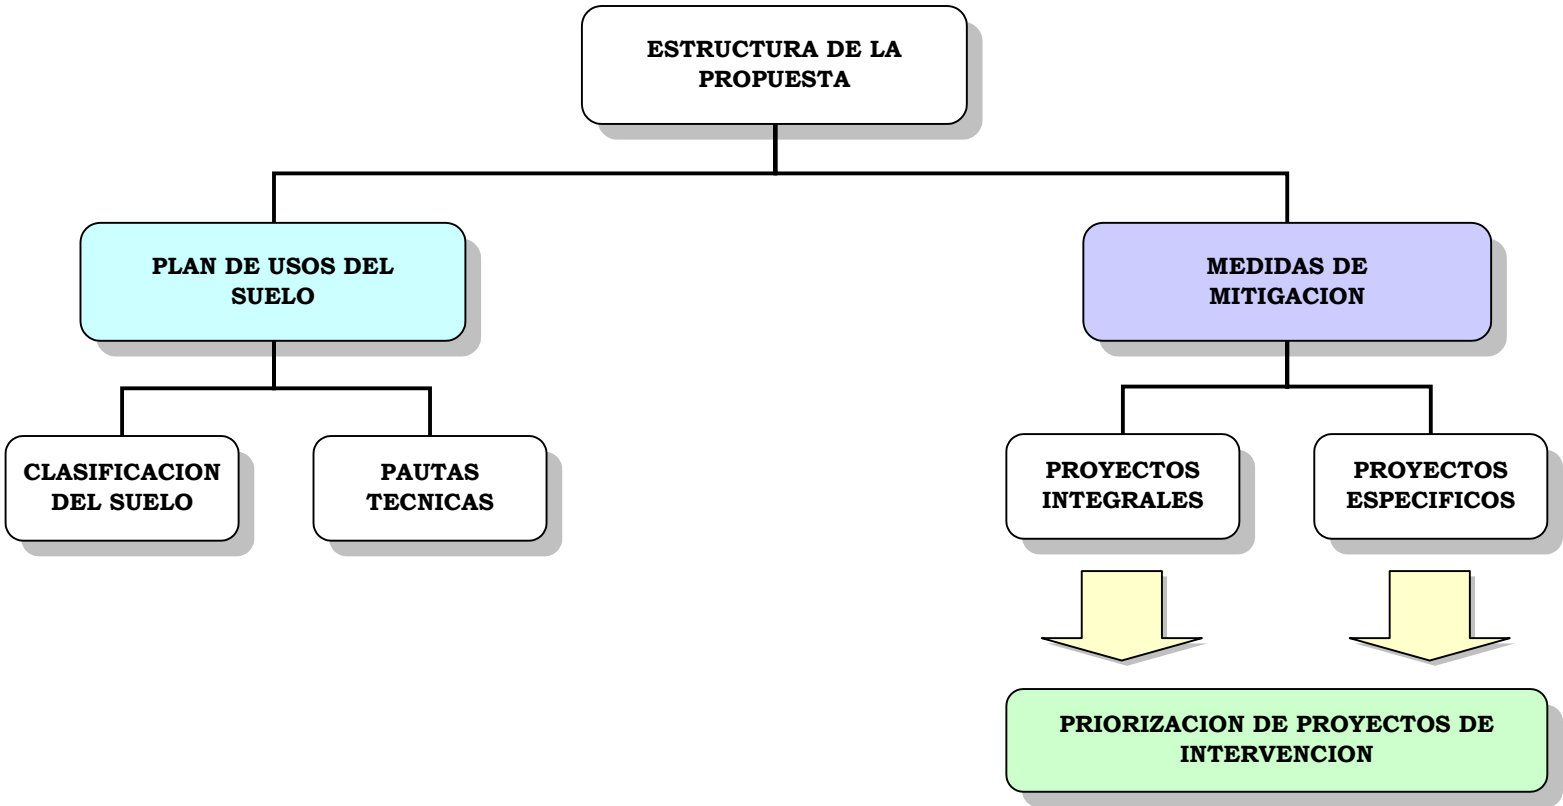 ESTRUCTURA DE LA
PROPUESTA
PLAN DE USOS DEL
SUELO
MEDIDAS DE
MITIGACION
CLASIFICACION
DEL SUELO
PAUTAS
TECNICAS
PROYECTOS
INTEGRALES
PROYECTOS
ESPECIFICOS
PRIORIZACION DE PROYECTOS DE
INTERVENCION